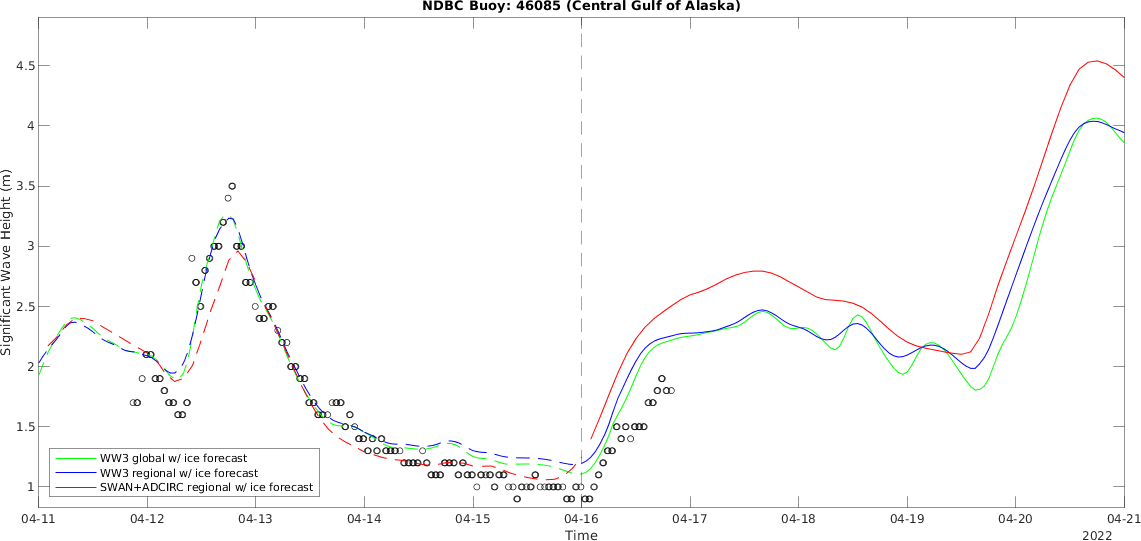 NDBC Buoy: 46085 (Central Gulf of Alaska)
Significant Wave Height (m)
4.5
4
3.5
3
2.5
2
1.5
1
WW3 global w/ ice forecast
WW3 regional w/ ice forecast
SWAN+ADCIRC regional w/ ice forecast
04-11 04-12 04-13 04-14 04-15 04-16 04-17 04-18 04-19 04-20 04-21
Time 2022